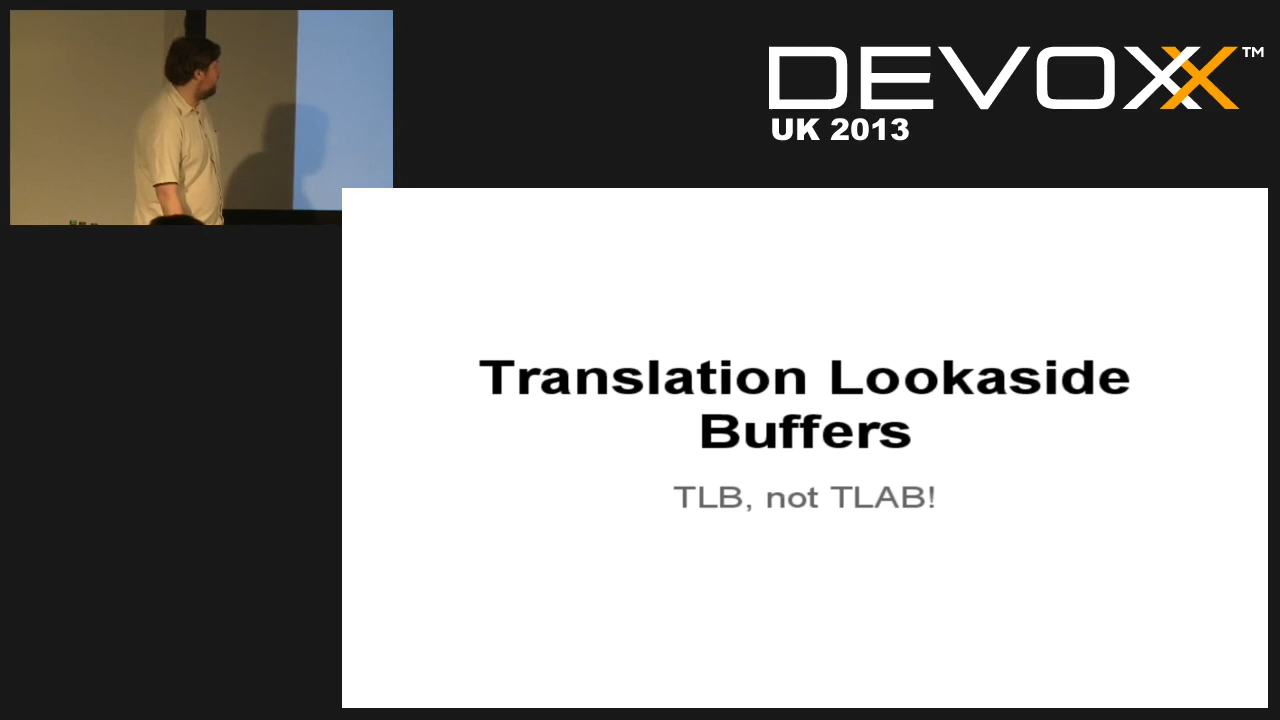 DEVOXX™
UK 2013
Translation Lookaside
Buffers
TLB, not TLAB!